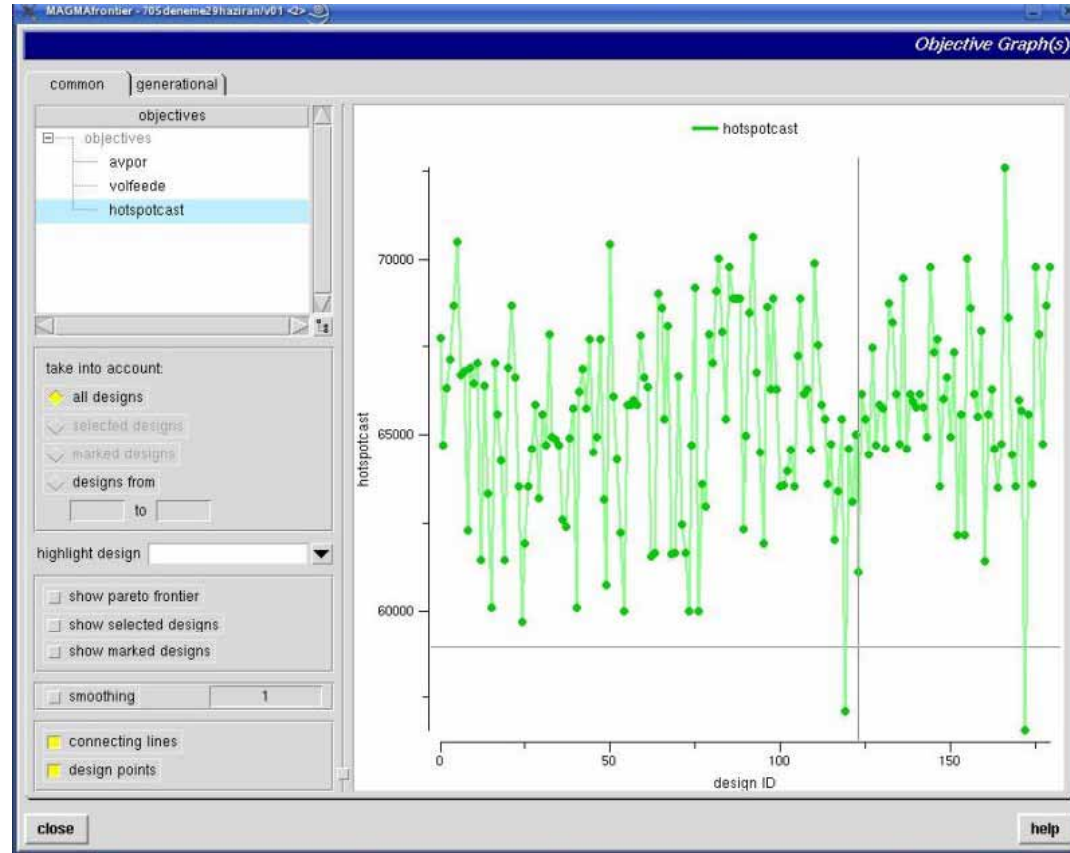 MAGMAfrontier - 705deneme29haziran/v01 <2>
Objective Graph(s)
common
generational
objectives
objectives
avpor
volfeede
hotspotcast
take into account:
all designs
selected designs
marked designs
designs from
to
highlight design
show pareto frontier
show selected designs
show marked designs
smoothing 1
connecting lines
design points
hotspotcast
70000
65000
60000
hotspotcast
0 50 100 150
design ID
close
help